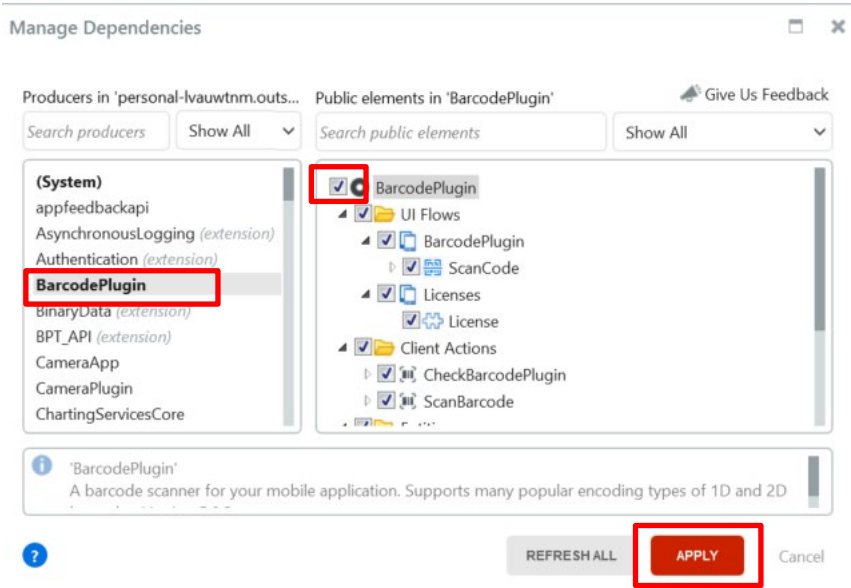 Manage Dependencies
Give Us Feedback
Producers in 'personal-lvauwtnm.outs...
Public elements in 'BarcodePlugin'
Search producers
Show All
Search public elements
Show All
(System)
appfeedbackapi
AsynchronousLogging (extension)
Authentication (extension)
BarcodePlugin
BinaryData (extension)
BPT_API (extension)
CameraApp
CameraPlugin
ChartingServicesCore
BarcodePlugin
UI Flows
BarcodePlugin
ScanCode
Licenses
License
Client Actions
CheckBarcodePlugin
ScanBarcode
'BarcodePlugin'
A barcode scanner for your mobile application. Supports many popular encoding types of 1D and 2D
?
REFRESH ALL
APPLY
Cancel